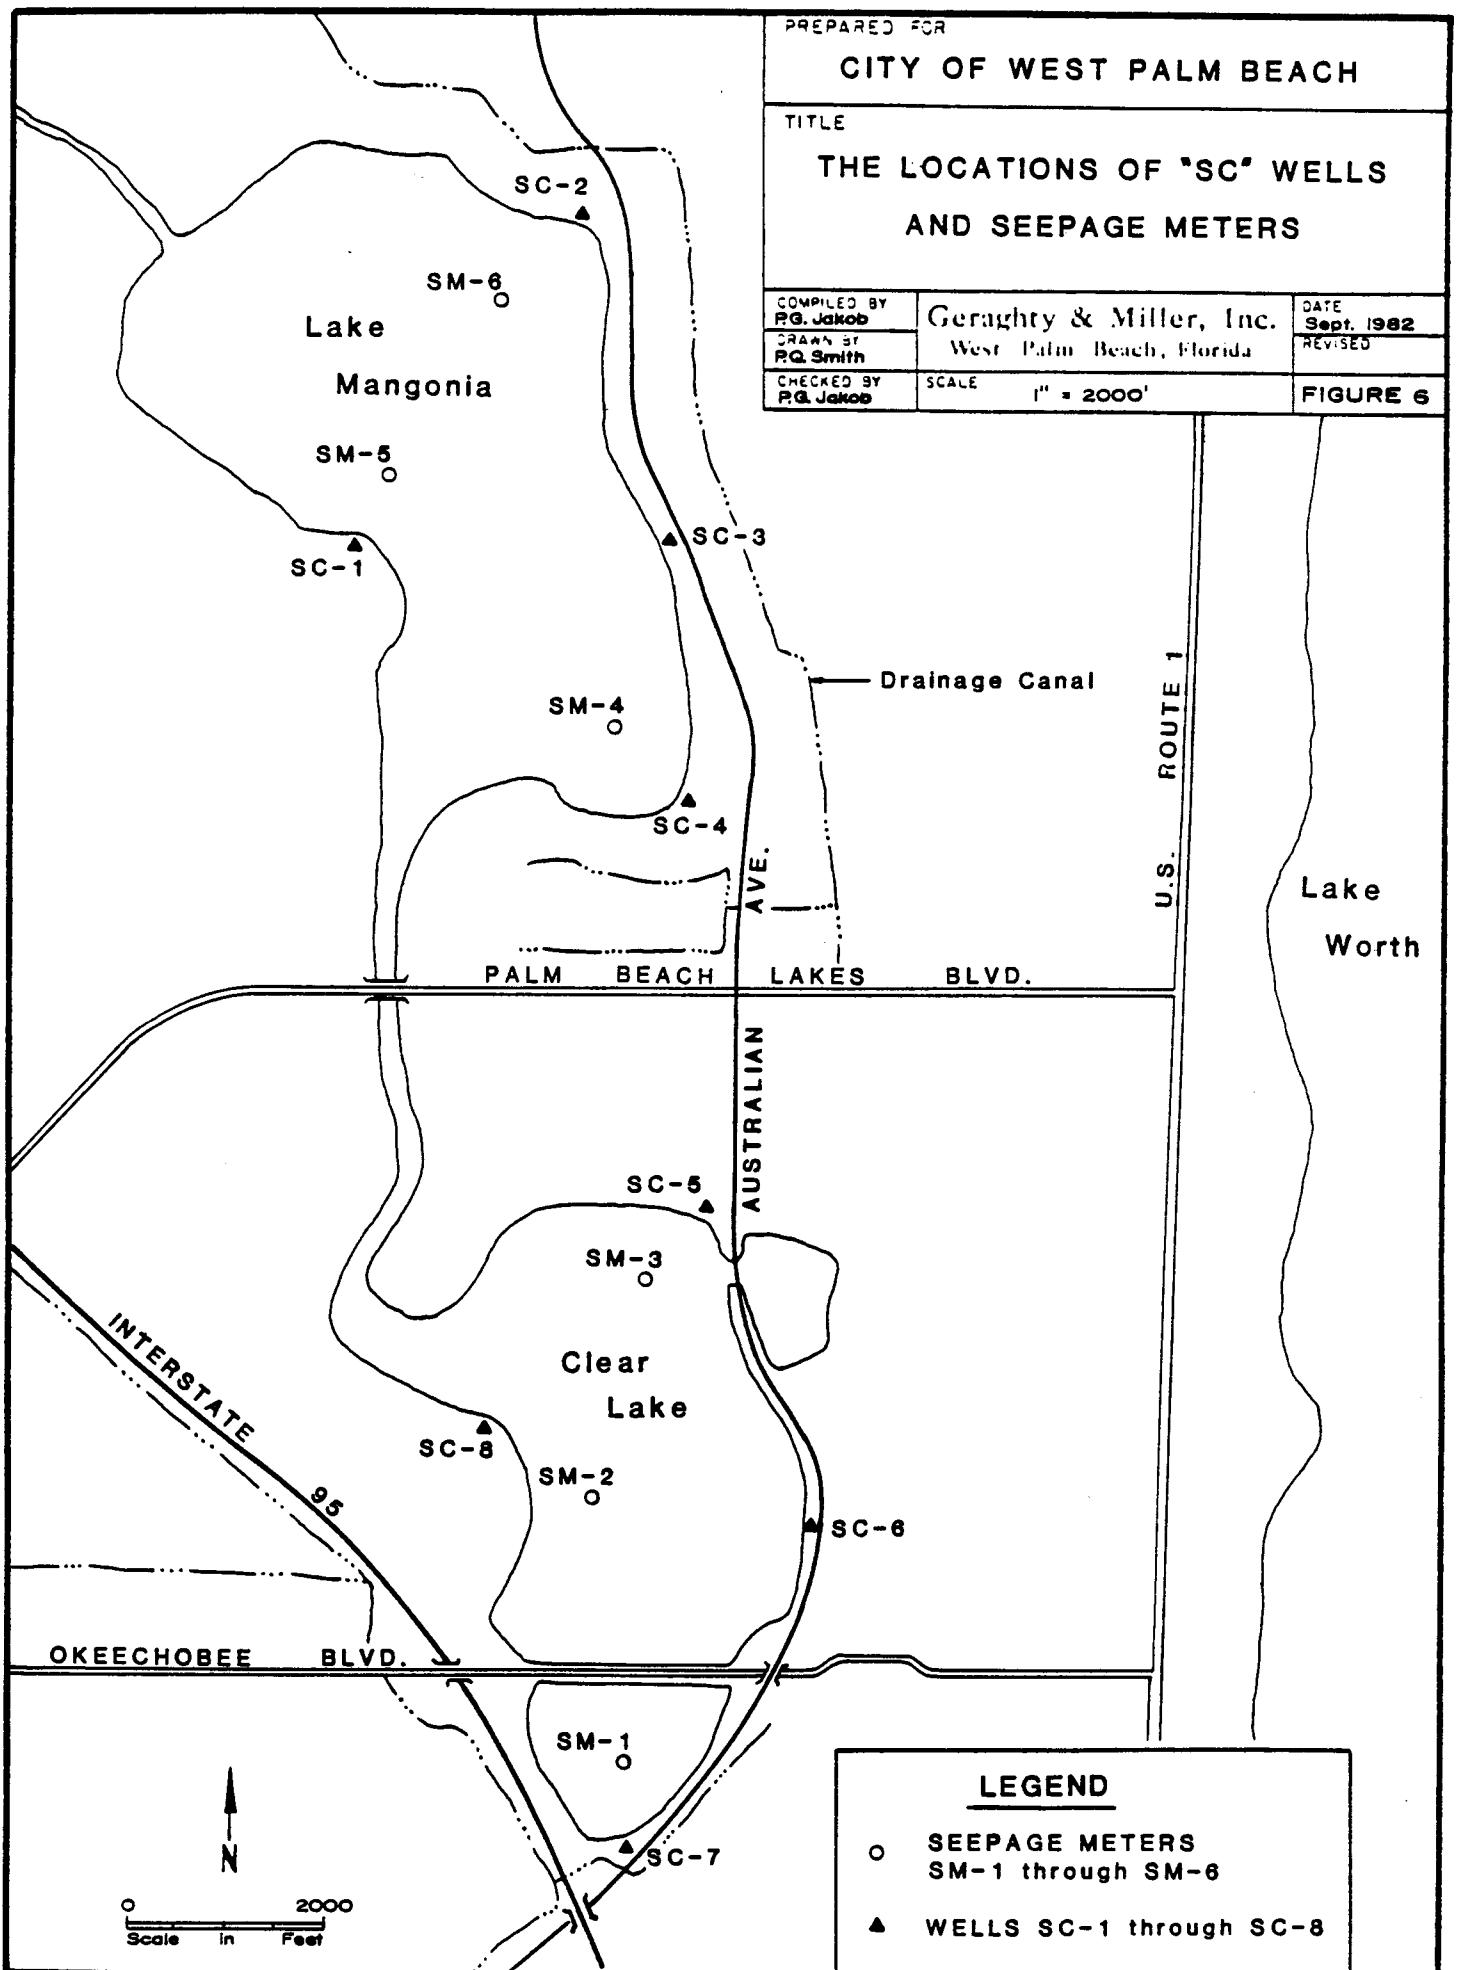 PREPARED FOR
CITY OF WEST PALM BEACH
TITLE
THE LOCATIONS OF "SC" WELLS
AND SEEPAGE METERS
COMPILED BY
P.G. Jakob
DRAWN BY
P.Q. Smith
CHECKED BY
P.G. Jakob
Geraghty & Miller, Inc.
West Palm Beach, Florida
SCALE 1" = 2000'
DATE
Sept. 1982
REVISED
FIGURE 6
SC-2
SM-6
Lake
Mangonia
SM-5
SC-1
SC-3
Drainage Canal
SM-4
SC-4
U.S. ROUTE 1
Lake
Worth
PALM BEACH LAKES BLVD.
AUSTRALIAN AVE.
SC-5
SM-3
INTERSTATE 95
Clear
Lake
SC-8
SM-2
SC-6
OKEECHOBEE BLVD.
SM-1
SC-7
N
0 2000
Scale in Feet
LEGEND
SEEPAGE METERS
SM-1 through SM-6
WELLS SC-1 through SC-8